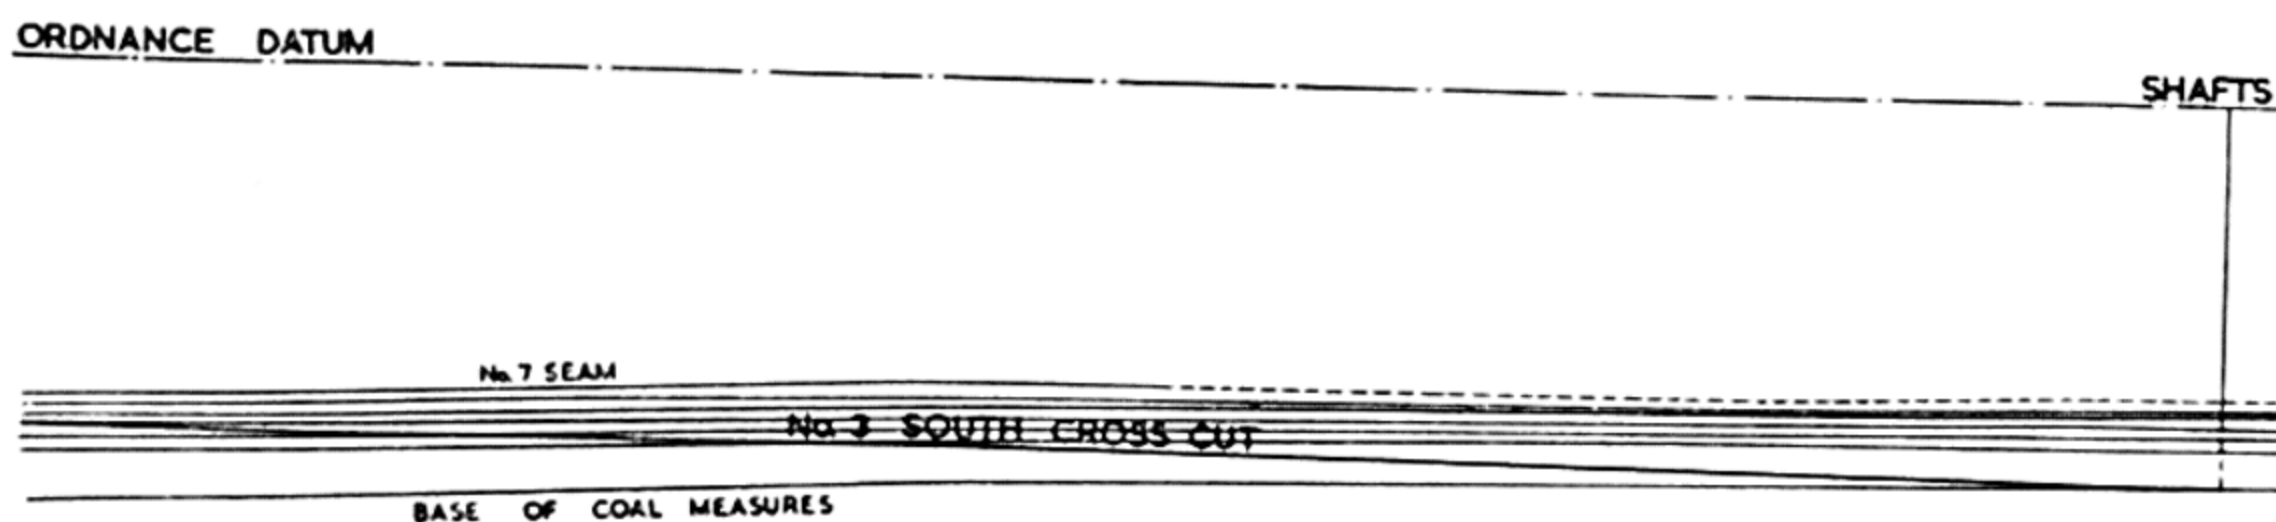 ORDNANCE DATUM
SHAFTS
No. 7 SEAM
No 3 SOUTH CROSS CUT
BASE OF COAL MEASURES